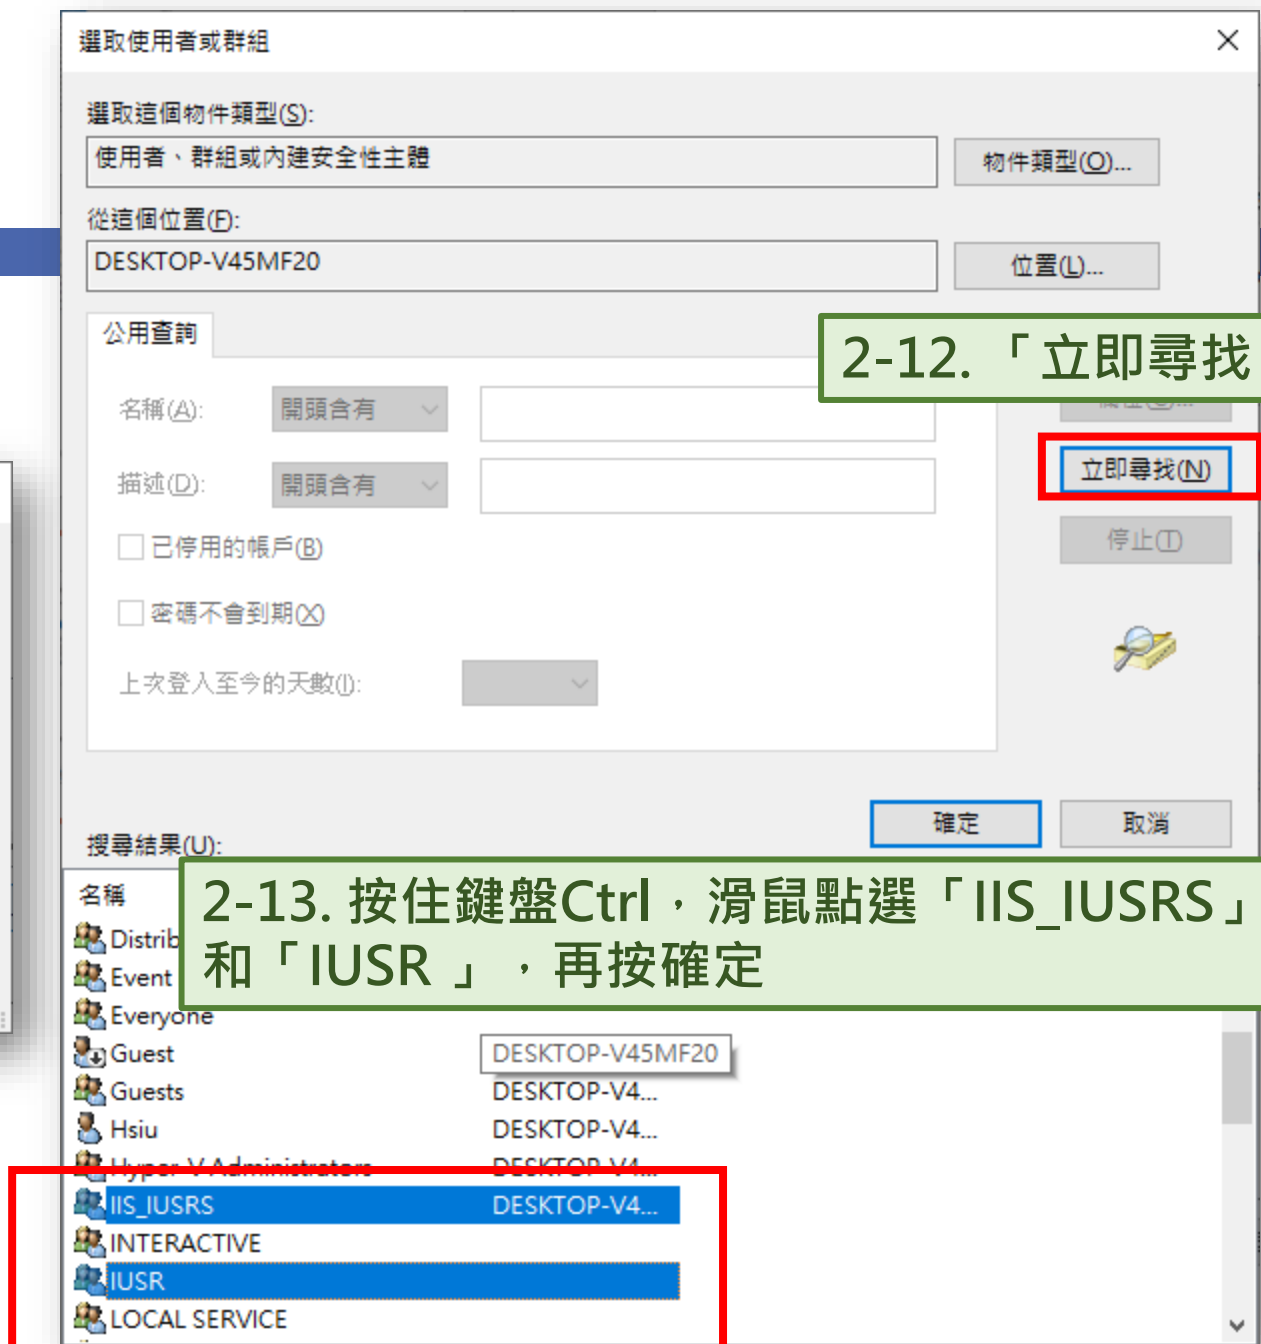 選取使用者或群組
選取這個物件類型(S):
使用者、群組或內建安全性主體
物件類型(O)...
從這個位置(F):
DESKTOP-V45MF20
位置(L)...
公用查詢
2-12. 「立即尋找
名稱(A):
開頭含有
描述(D):
開頭含有
立即尋找(N)
已停用的帳戶(B)
停止(T)
密碼不會到期(X)
上次登入至今的天數(I):
確定
取消
搜尋結果(U):
名稱
2-13. 按住鍵盤Ctrl，滑鼠點選「IIS_IUSRS」
和「IUSR 」，再按確定
Distrib
Event
Everyone
Guest DESKTOP-V45MF20
Guests DESKTOP-V4...
Hsiu DESKTOP-V4...
Hyper-V Administrators DESKTOP-V4...
IIS_IUSRS DESKTOP-V4...
INTERACTIVE
IUSR
LOCAL SERVICE